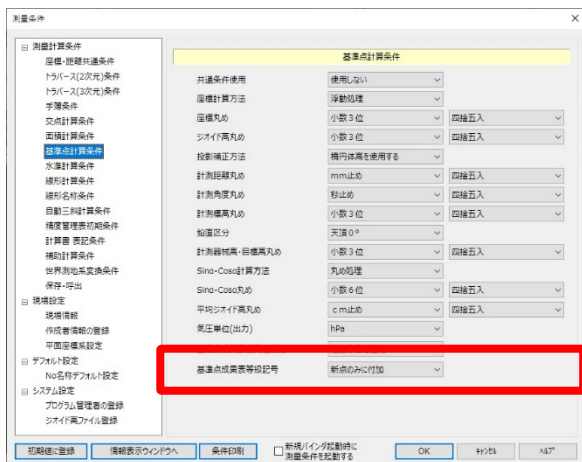 測量条件
測量計算条件
座標・距離共通条件
トラバース(2次元)条件
トラバース(3次元)条件
手簿条件
交点計算条件
面積計算条件
基準点計算条件
水準計算条件
線形計算条件
線形名称条件
自動三斜計算条件
精度管理表初期条件
計算書 表記条件
補助計算条件
世界測地系変換条件
保存・呼出
現場設定
現場情報
作成者情報の登録
平面座標系設定
デフォルト設定
No名称デフォルト設定
システム設定
プログラム管理者の登録
ジオイド高ファイル登録
基準点計算条件
共通条件使用 使用しない
座標計算方法 浮動処理
座標丸め 小数3位 四捨五入
ジオイド高丸め 小数3位 四捨五入
投影補正方法 楕円体高を使用する
計測距離丸め mm止め 四捨五入
計測角度丸め 秒止め 四捨五入
計測標高丸め 小数3位 四捨五入
鉛直区分 天頂0°
計測器械高・目標高丸め 小数3位 四捨五入
Sinα・Cosα計算方法 丸め処理
Sinα・Cosα丸め 小数6位 四捨五入
平均ジオイド高丸め cm止め 四捨五入
気圧単位(出力) hPa
基準点成果表等級記号 新点のみに付加
初期値に登録 情報表示ウィンドウへ 条件印刷 新規バインダ起動時に測量条件を起動する OK キャンセル ヘルプ